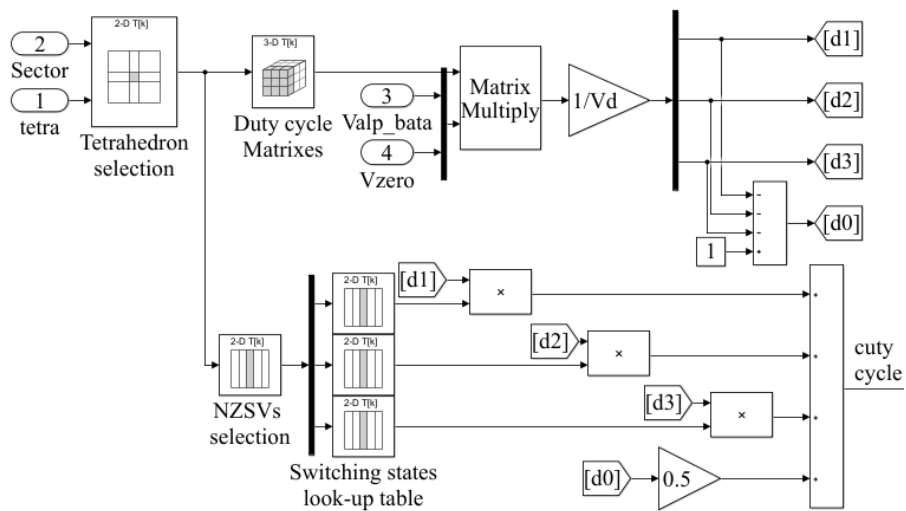 2-D T[k]
2
Sector
1
tetra
Tetrahedron
selection
3-D T[k]
Duty cycle
Matrixes
3
Valp_bata
4
Vzero
Matrix
Multiply
1/Vd
[d1]
[d2]
[d3]
[d0]
-
-
-
+
1
2-D T[k]
NZSVs
selection
2-D T[k]
2-D T[k]
2-D T[k]
Switching states
look-up table
[d1]
×
[d2]
×
[d3]
×
[d0]
0.5
+
+
+
+
cuty
cycle